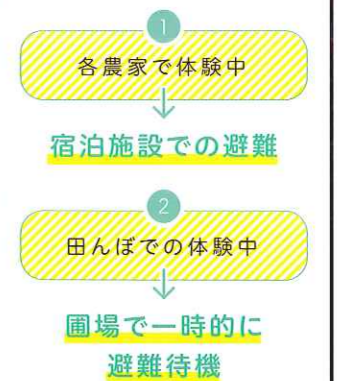 1
各農家で体験中
宿泊施設での避難
2
田んぼでの体験中
圃場で一時的に
避難待機